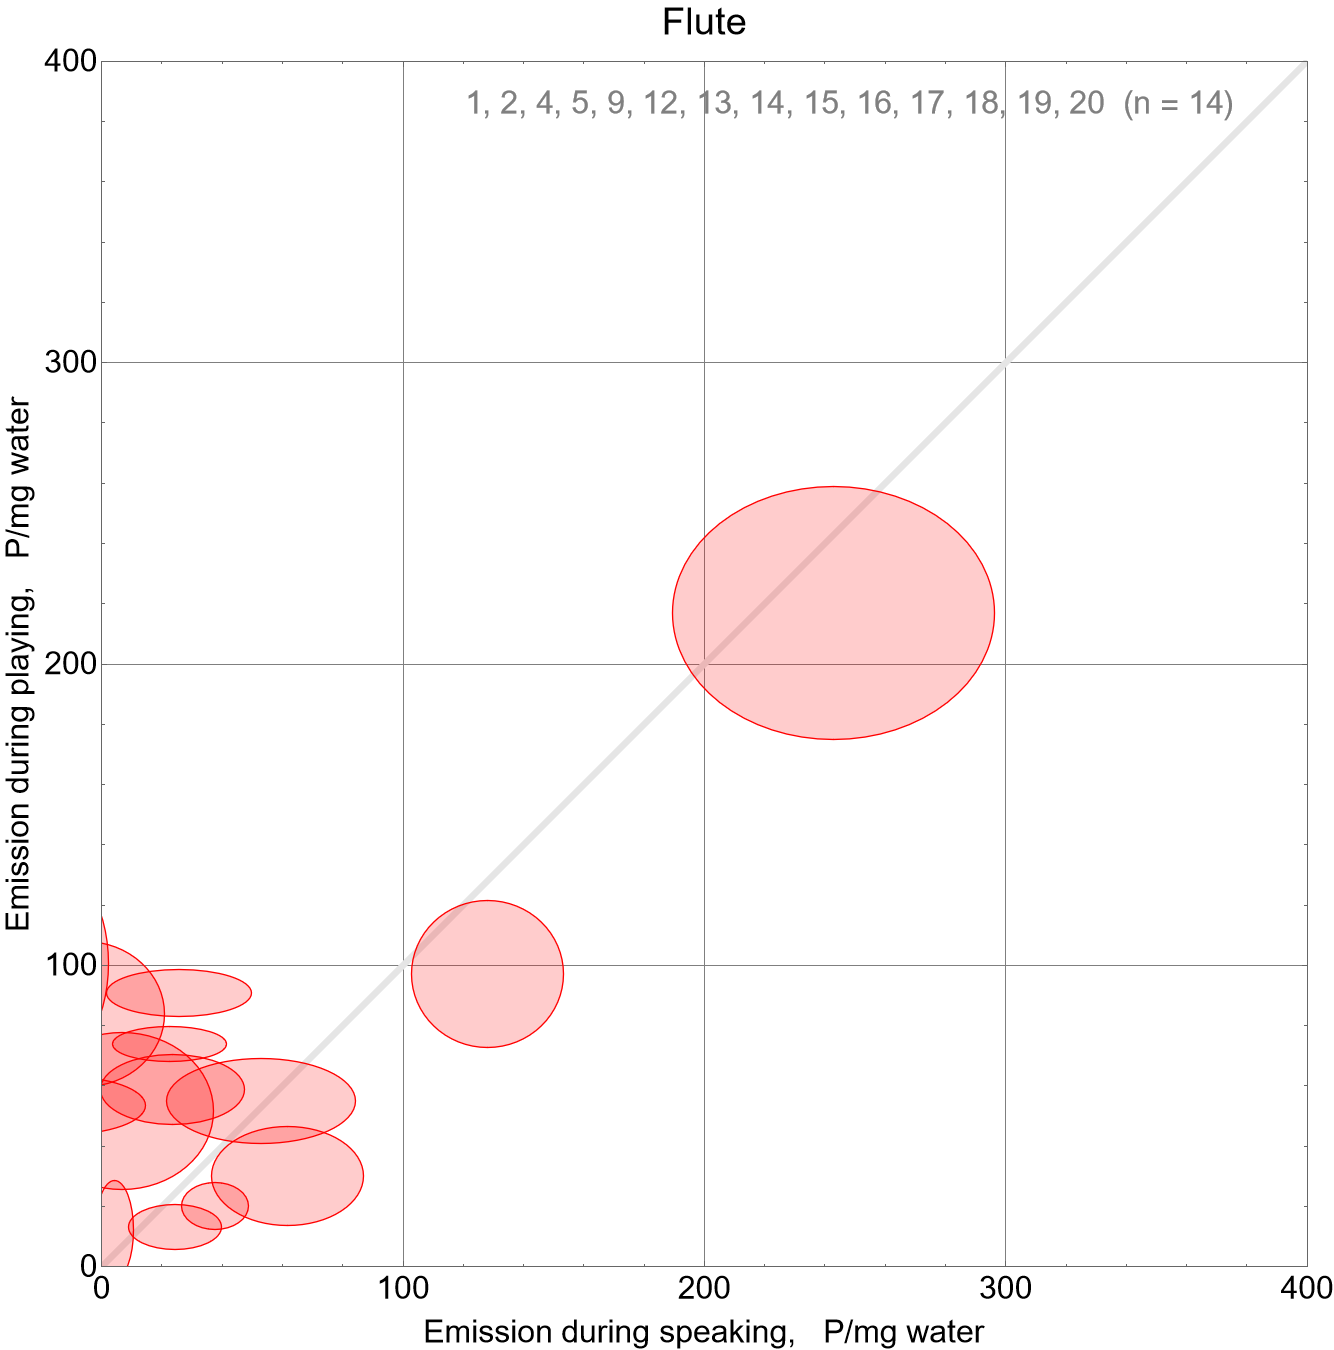 Flute
1, 2, 4, 5, 9, 12, 13, 14, 15, 16, 17, 18, 19, 20 (n = 14)
Emission during playing, P/mg water
400
300
200
100
0
0 100 200 300 400
Emission during speaking, P/mg water